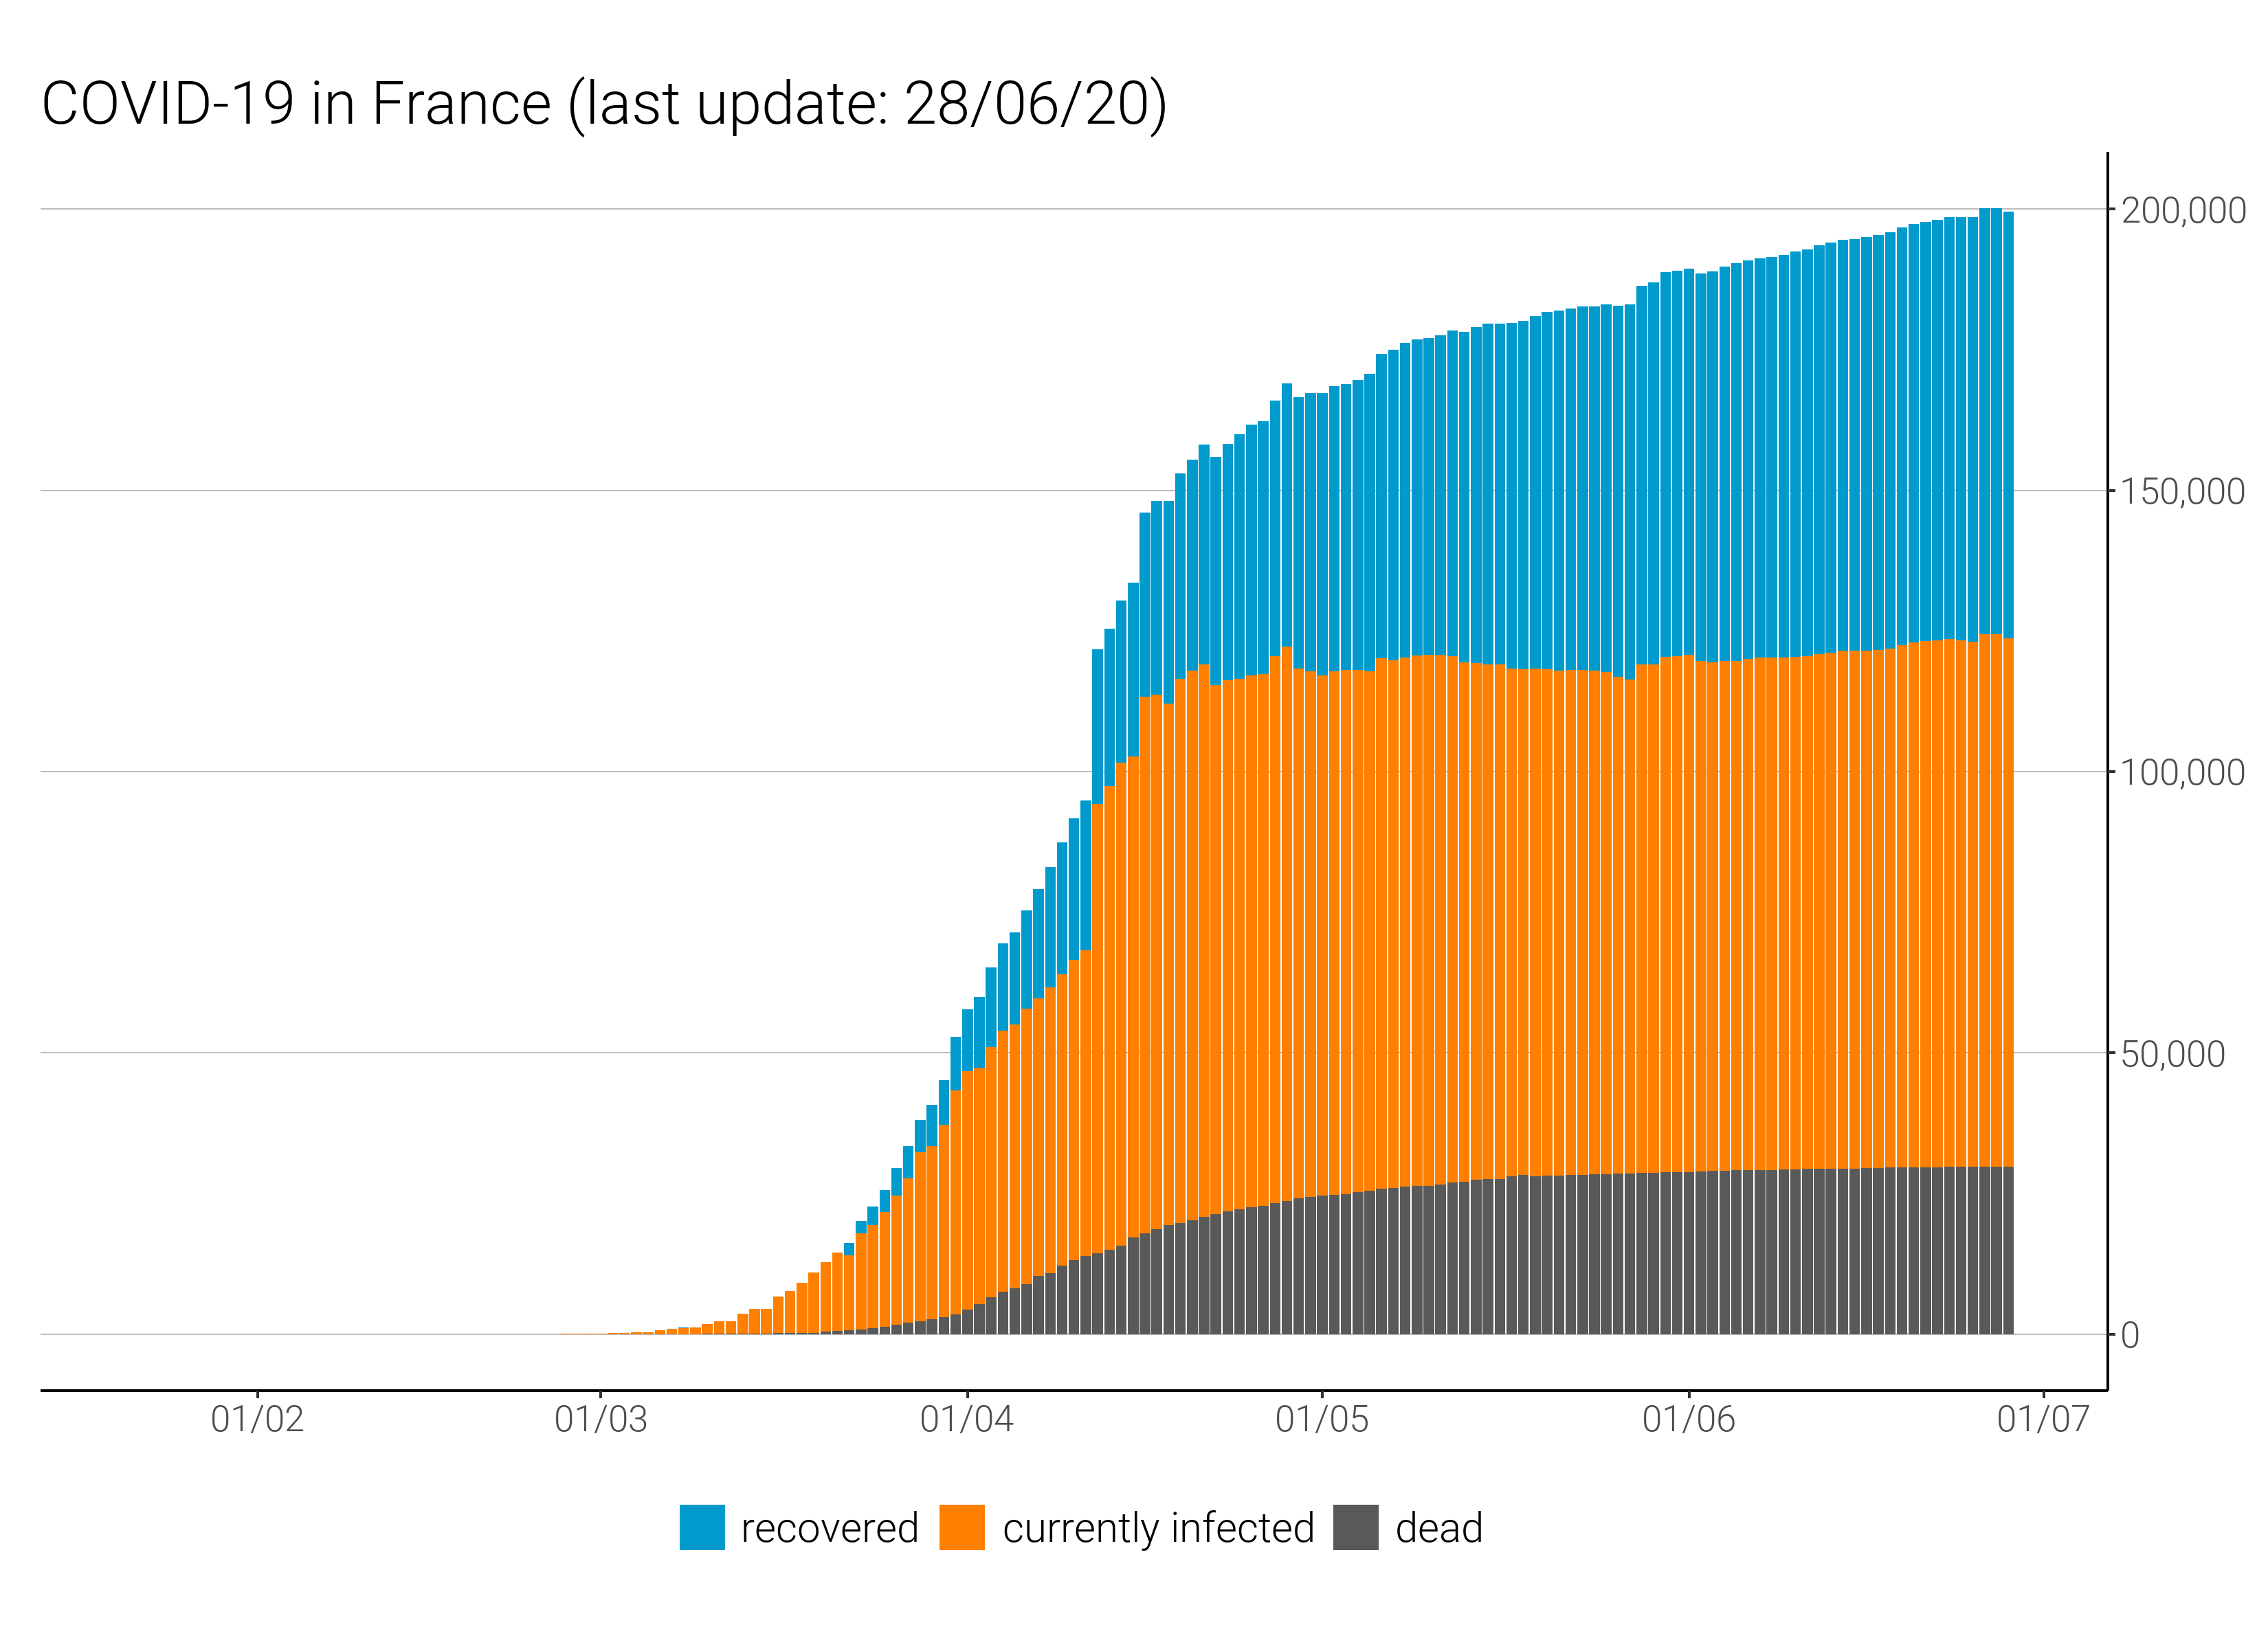 COVID-19 in France (last update: 28/06/20)
200,000
150,000
100,000
50,000
0
01/02 01/03 01/04 01/05 01/06 01/07
recovered currently infected dead